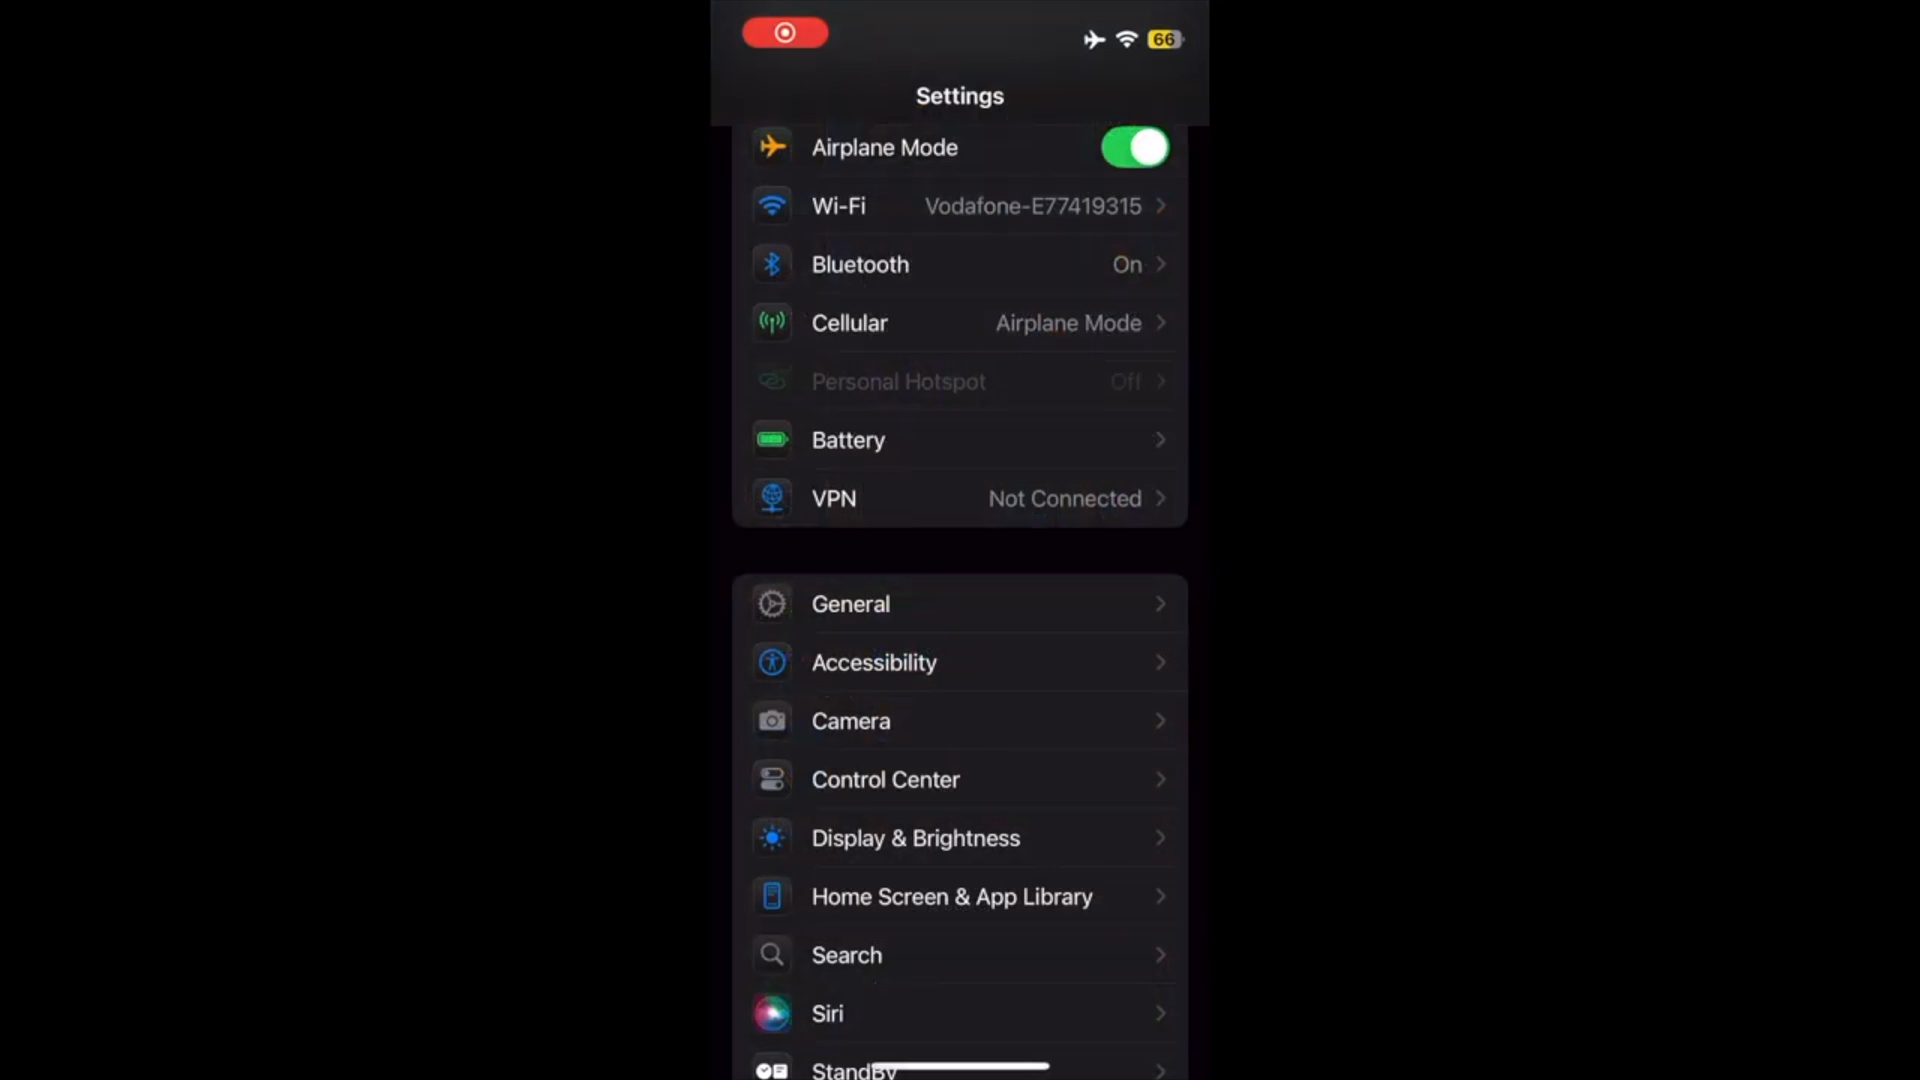 66
Settings
Airplane Mode
Wi-Fi Vodafone-E77419315
Bluetooth On
Cellular Airplane Mode
Personal Hotspot Off
Battery
VPN Not Connected
General
Accessibility
Camera
Control Center
Display & Brightness
Home Screen & App Library
Search
Siri
StandBy